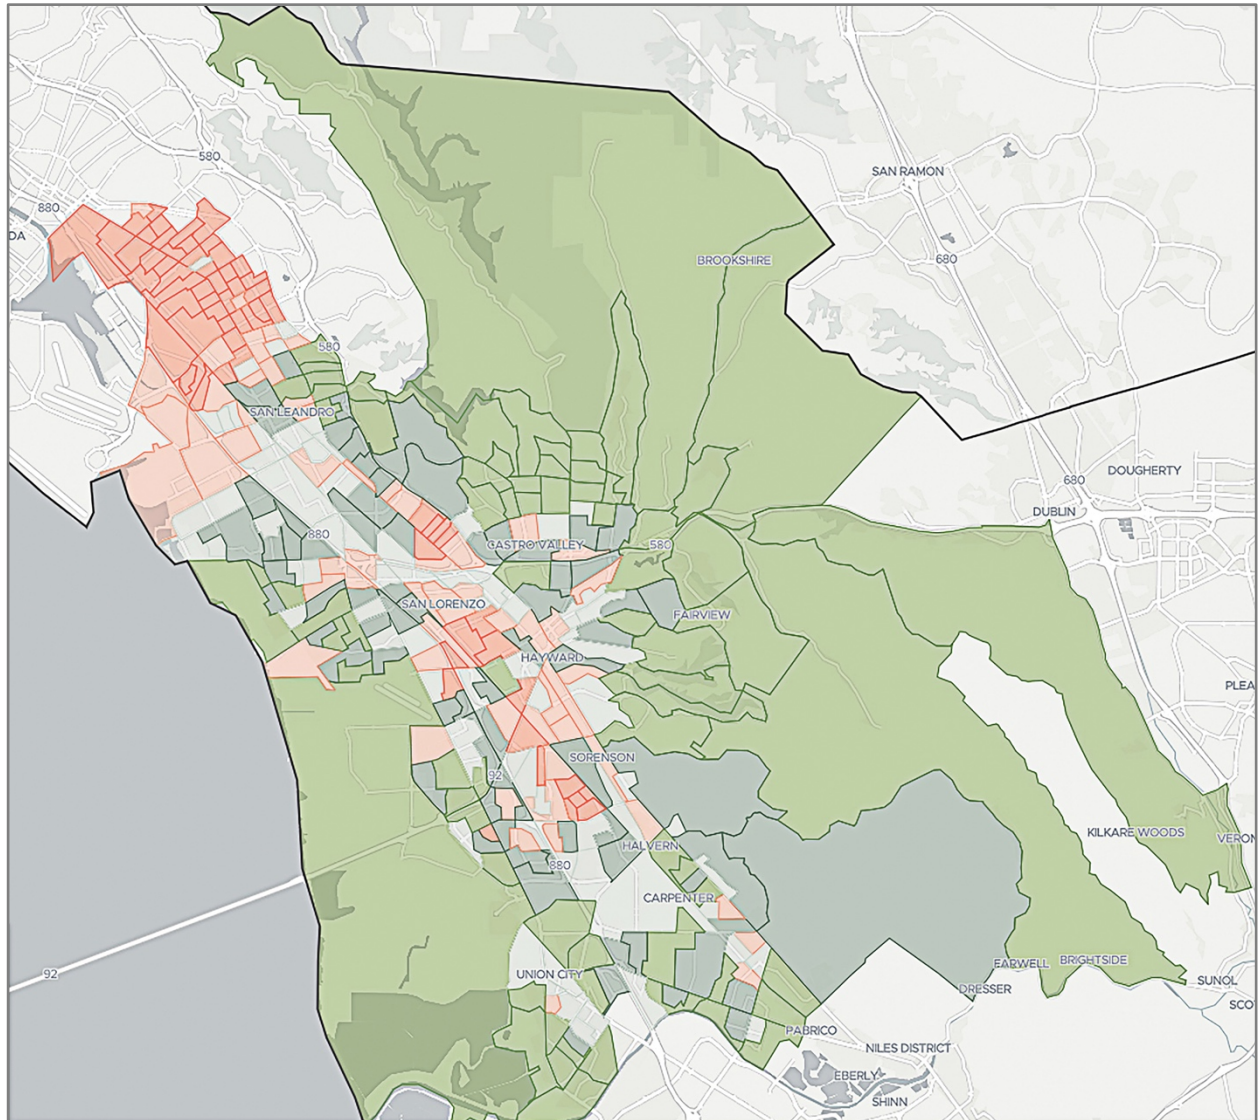 580
SAN RAMON
880
DA
BROOKSHIRE
680
580
SAN LEANDRO
DOUGHERTY
680
DUBLIN
880
CASTRO VALLEY
580
SAN LORENZO
FAIRVIEW
HAYWARD
PLEA
SORENSON
92
KILKARE WOODS
VERON
HALVERN
880
CARPENTER
FARWELL
BRIGHTSIDE
92
UNION CITY
SUNOL
DRESSER
SCO
PABRICO
NILES DISTRICT
EBERLY
SHINN